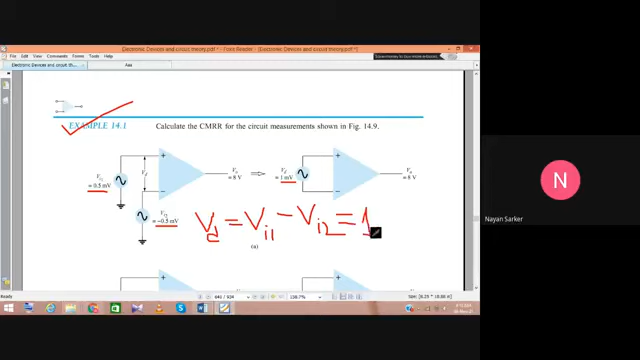 Electronic Devices and circuit theory.pdf - Foxit Reader - [Electronic Devices and circuit theory.pdf]
File Edit View Comments Forms Tools Help
Electronic Devices and circuit th...
Aaa
EXAMPLE 14.1 Calculate the CMRR for the circuit measurements shown in Fig. 14.9.
Vi1 = 0.5 mV
+
Vd
−
Vo = 8 V
Vd = 1 mV
+
−
Vo = 8 V
Vi2 = −0.5 mV
Vd = Vi1 − Vi2 = 1
(a)
+
+
138.7%
N
Nayan Sarker